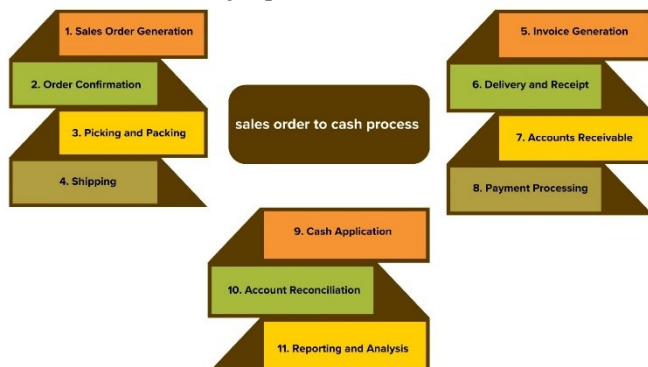 1. Sales Order Generation
2. Order Confirmation
3. Picking and Packing
4. Shipping
sales order to cash process
5. Invoice Generation
6. Delivery and Receipt
7. Accounts Receivable
8. Payment Processing
9. Cash Application
10. Account Reconciliation
11. Reporting and Analysis